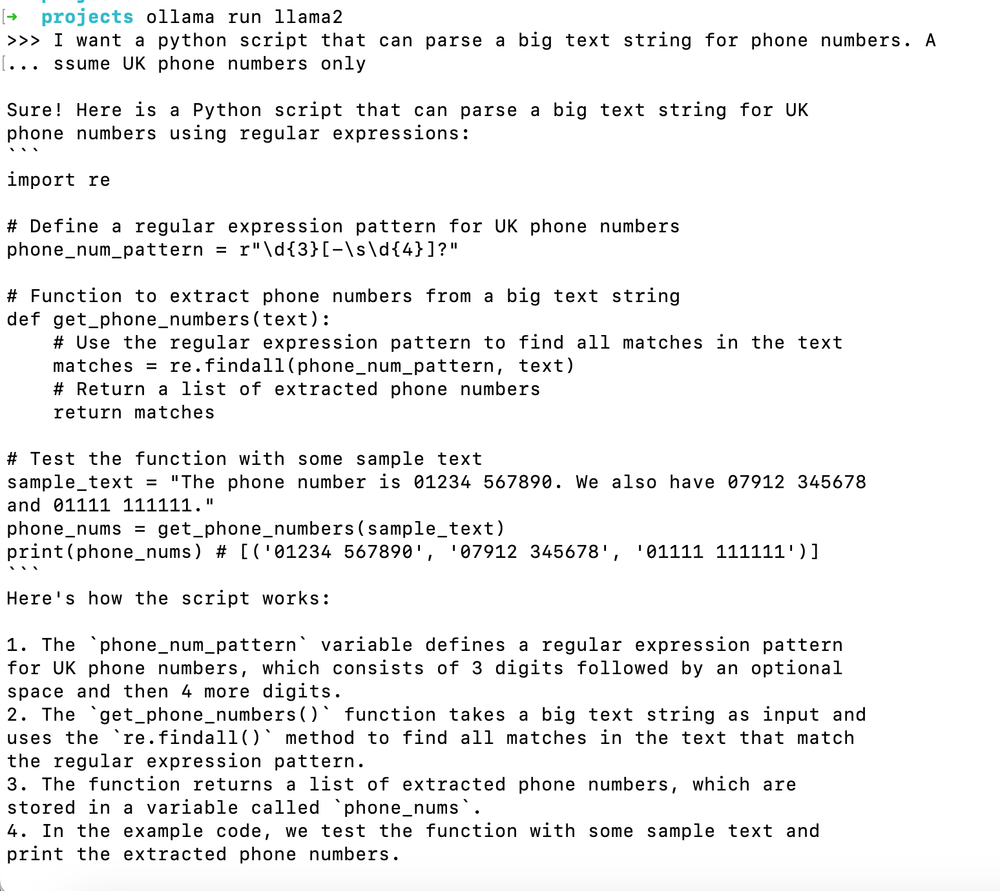 ➜ projects ollama run llama2
>>> I want a python script that can parse a big text string for phone numbers. A
... ssume UK phone numbers only
Sure! Here is a Python script that can parse a big text string for UK
phone numbers using regular expressions:
```
import re
# Define a regular expression pattern for UK phone numbers
phone_num_pattern = r"\d{3}[-\s\d{4}]?"
# Function to extract phone numbers from a big text string
def get_phone_numbers(text):
    # Use the regular expression pattern to find all matches in the text
    matches = re.findall(phone_num_pattern, text)
    # Return a list of extracted phone numbers
    return matches
# Test the function with some sample text
sample_text = "The phone number is 01234 567890. We also have 07912 345678
and 01111 111111."
phone_nums = get_phone_numbers(sample_text)
print(phone_nums) # [('01234 567890', '07912 345678', '01111 111111')]
```
Here's how the script works:
1. The `phone_num_pattern` variable defines a regular expression pattern
for UK phone numbers, which consists of 3 digits followed by an optional
space and then 4 more digits.
2. The `get_phone_numbers()` function takes a big text string as input and
uses the `re.findall()` method to find all matches in the text that match
the regular expression pattern.
3. The function returns a list of extracted phone numbers, which are
stored in a variable called `phone_nums`.
4. In the example code, we test the function with some sample text and
print the extracted phone numbers.